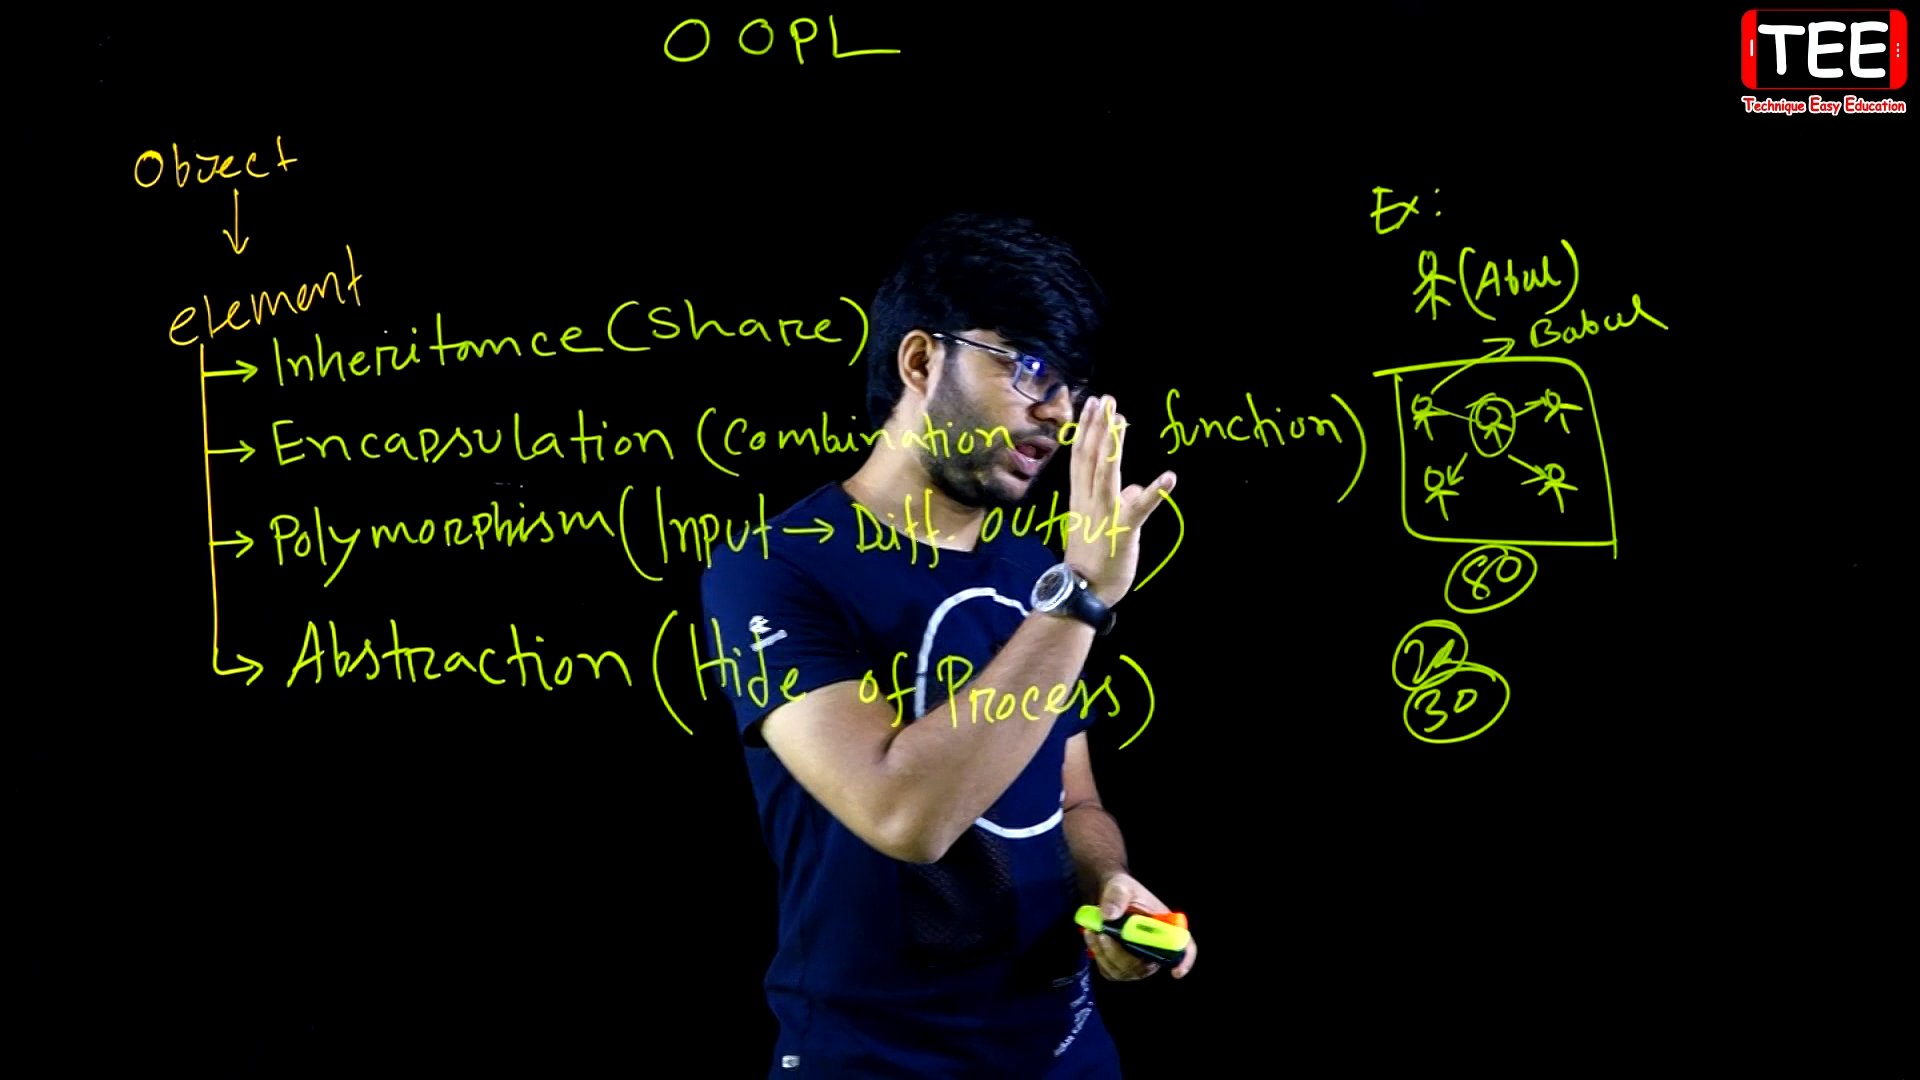 OOPL
TEE
Technique Easy Education
Object
element
Inheritance (Share)
Encapsulation (Combination of function)
Polymorphism (Input → Diff. output)
Abstraction (Hide of Process)
Ex:
(Abul)
Babul
80
30